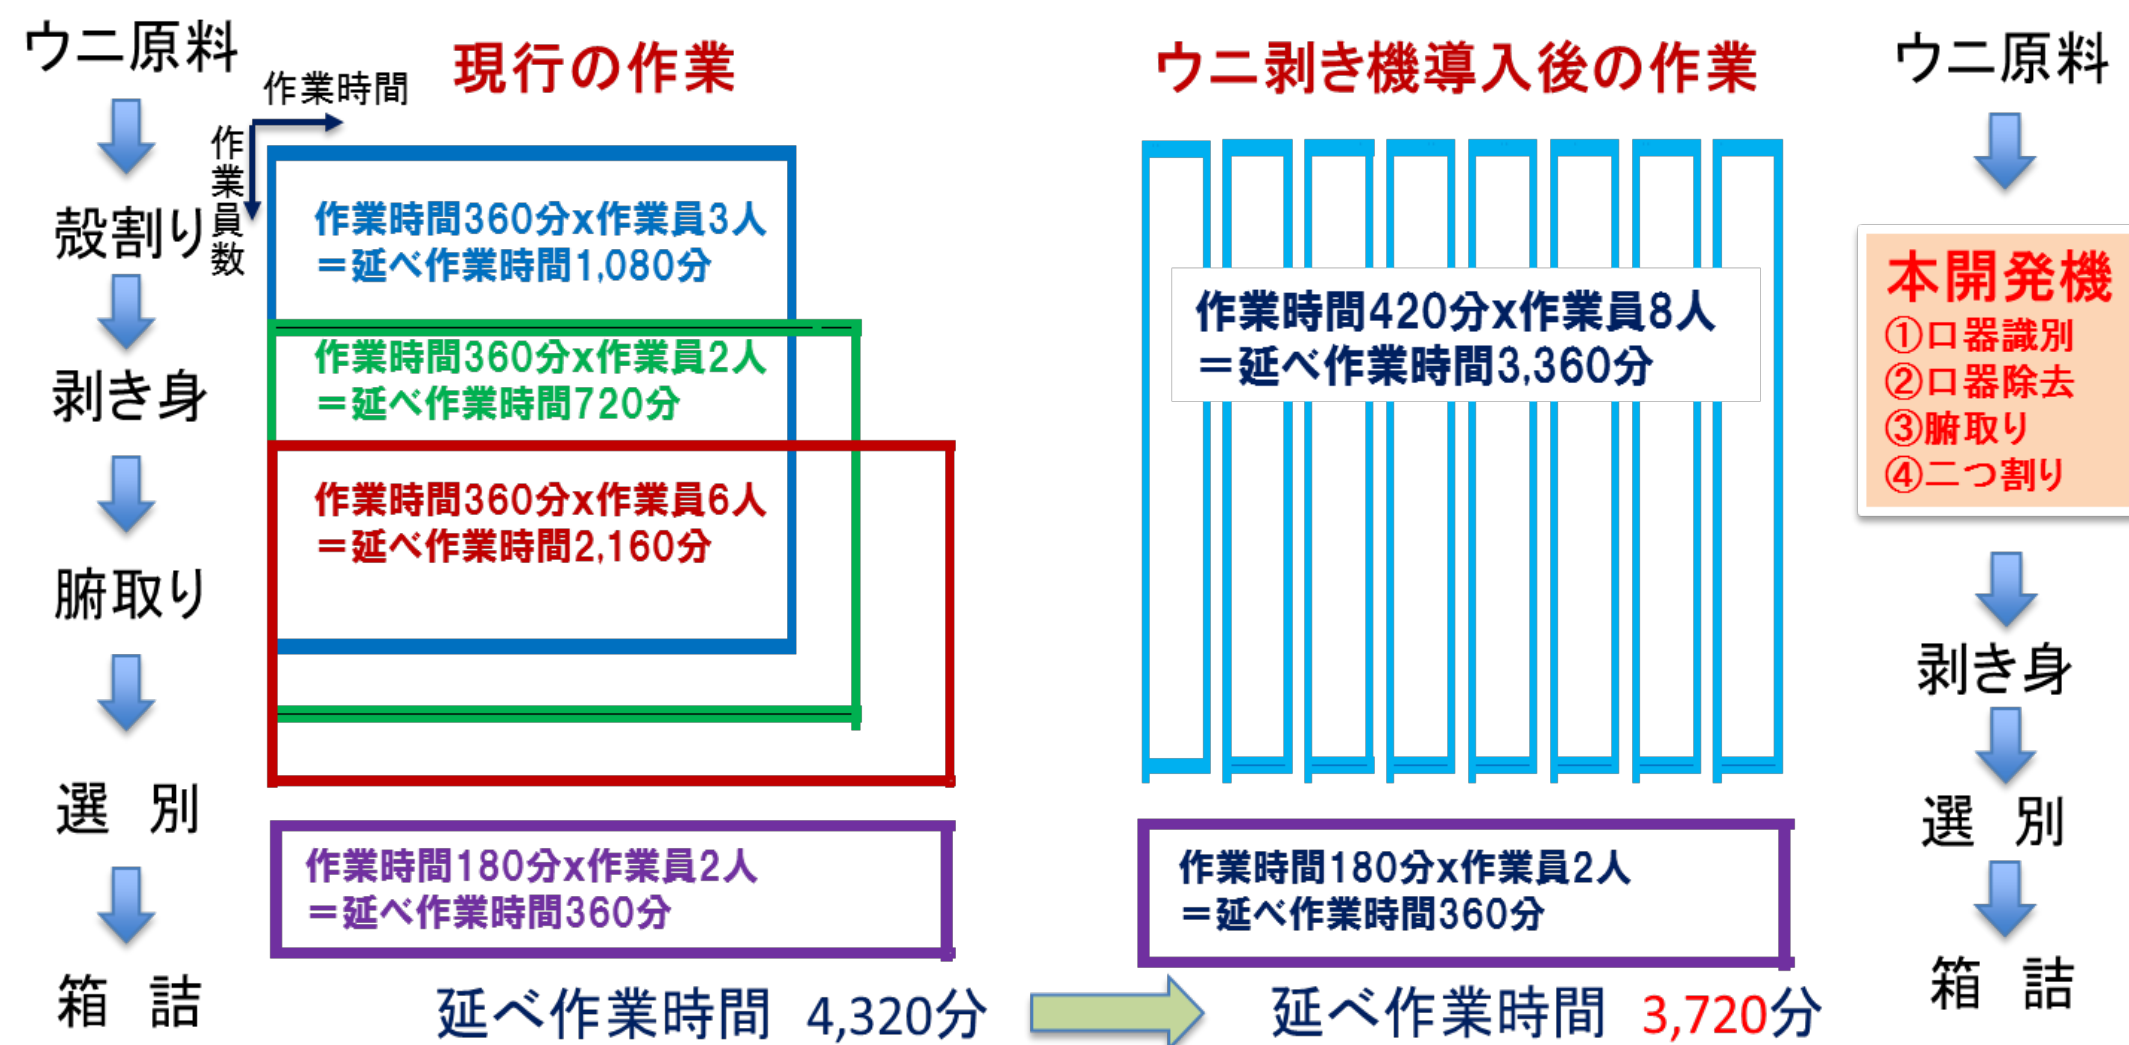 ウニ原料
殻割り
剥き身
腑取り
選 別
箱 詰
現行の作業
作業時間
作業員数
作業時間360分x作業員3人
＝延べ作業時間1,080分
作業時間360分x作業員2人
＝延べ作業時間720分
作業時間360分x作業員6人
＝延べ作業時間2,160分
作業時間180分x作業員2人
＝延べ作業時間360分
延べ作業時間 4,320分
ウニ剥き機導入後の作業
作業時間420分x作業員8人
＝延べ作業時間3,360分
作業時間180分x作業員2人
＝延べ作業時間360分
延べ作業時間 3,720分
ウニ原料
本開発機
①口器識別
②口器除去
③腑取り
④二つ割り
剥き身
選 別
箱 詰